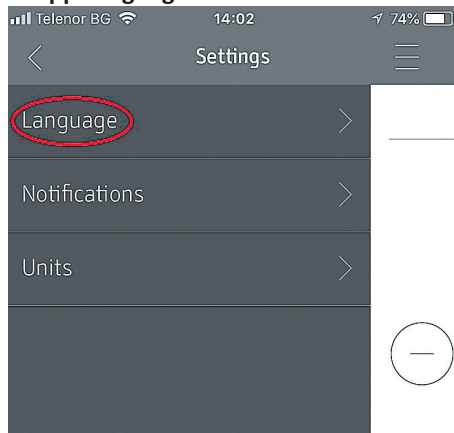 Telenor BG 14:02 74%
Settings
Language
Notifications
Units